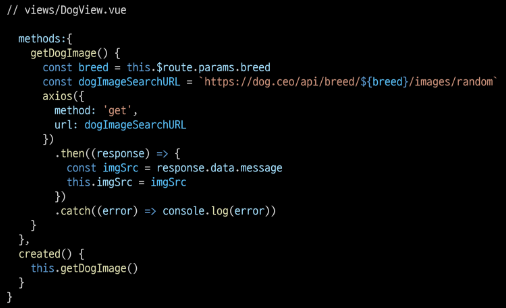 // views/DogView.vue
methods:{
getDogImage() {
const breed = this.$route.params.breed
const dogImageSearchURL = `https://dog.ceo/api/breed/${breed}/images/random`
axios({
method: 'get',
url: dogImageSearchURL
})
.then((response) => {
const imgSrc = response.data.message
this.imgSrc = imgSrc
})
.catch((error) => console.log(error))
}
},
created() {
this.getDogImage()
}
}